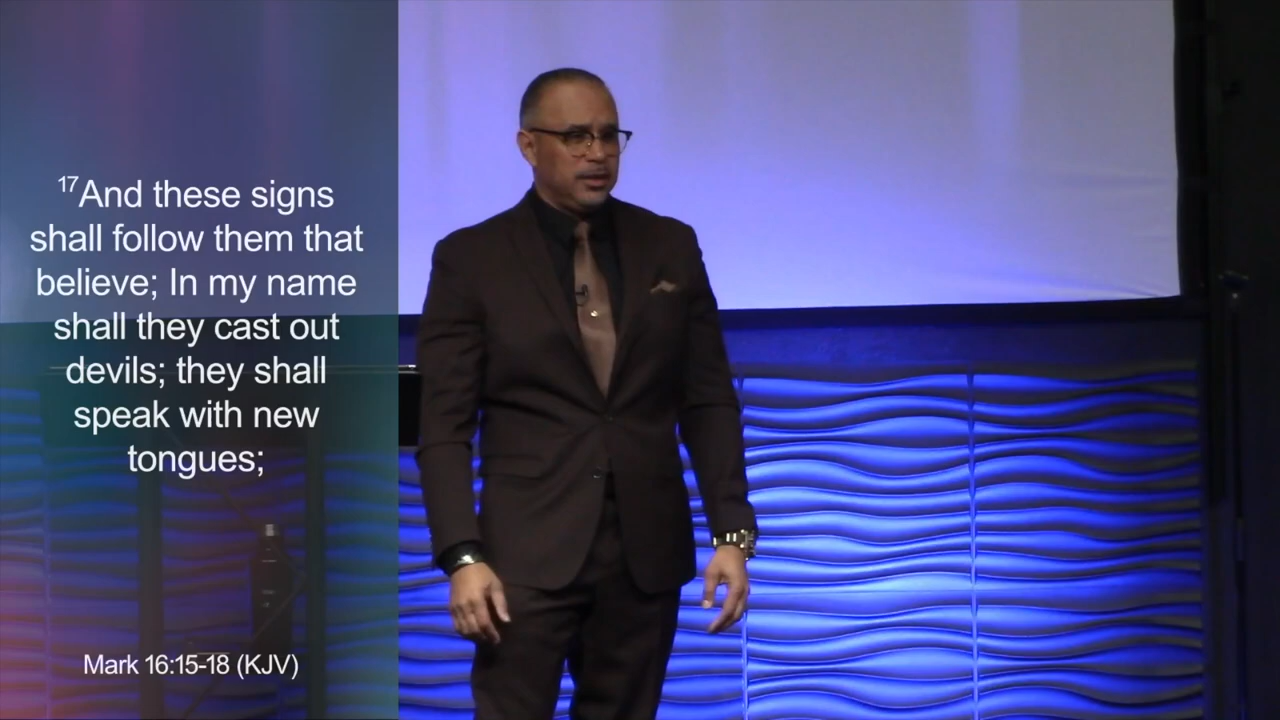 17And these signs
shall follow them that
believe; In my name
shall they cast out
devils; they shall
speak with new
tongues;
Mark 16:15-18 (KJV)